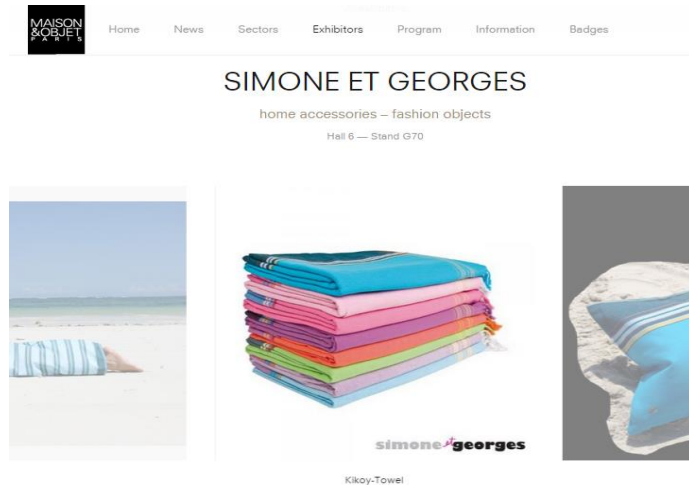 MAISON
&OBJET
PARIS
Home News Sectors Exhibitors Program Information Badges
SIMONE ET GEORGES
home accessories – fashion objects
Hall 6 — Stand G70
simone et georges
Kikoy-Towel